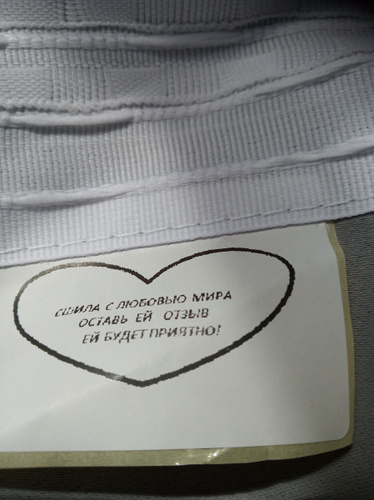 СШИЛА С ЛЮБОВЬЮ МИРА
ОСТАВЬ ЕЙ ОТЗЫВ
ЕЙ БУДЕТ ПРИЯТНО!